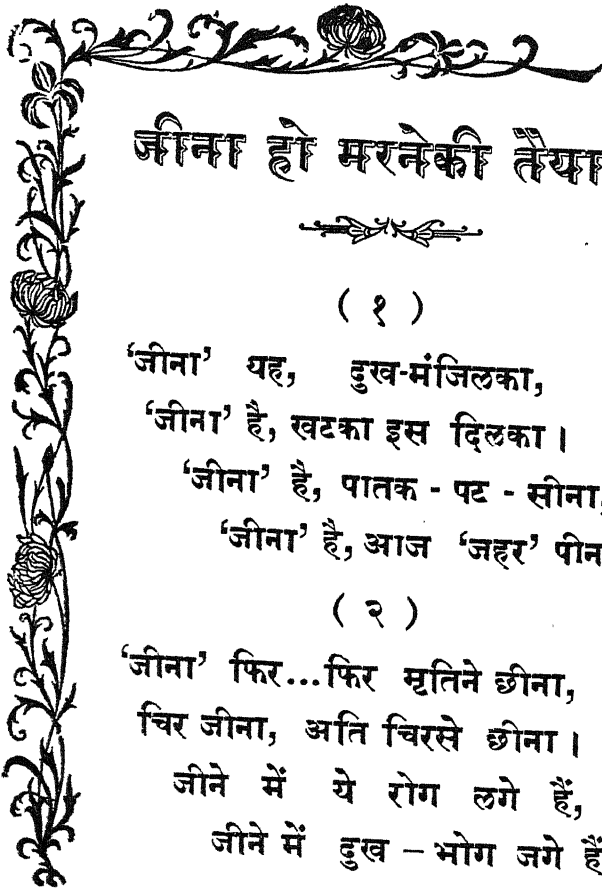 जीना हो मरनेकी तैया
( १ )
‘जीना’ यह, दुख-मंजिलका,
‘जीना’ है, खटका इस दिलका ।
‘जीना’ है, पातक - पट - सीना,
‘जीना’ है, आज ‘जहर’ पीन
( २ )
‘जीना’ फिर...फिर मृतिने छीना,
चिर जीना, अति चिरसे छीना ।
जीने में ये रोग लगे हैं,
जीने में दुख – भोग जगे हैं